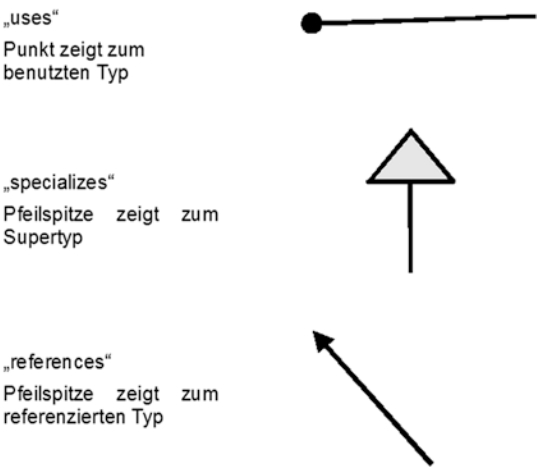 „uses“
Punkt zeigt zum
benutzten Typ
„specializes“
Pfeilspitze zeigt zum
Supertyp
„references“
Pfeilspitze zeigt zum
referenzierten Typ